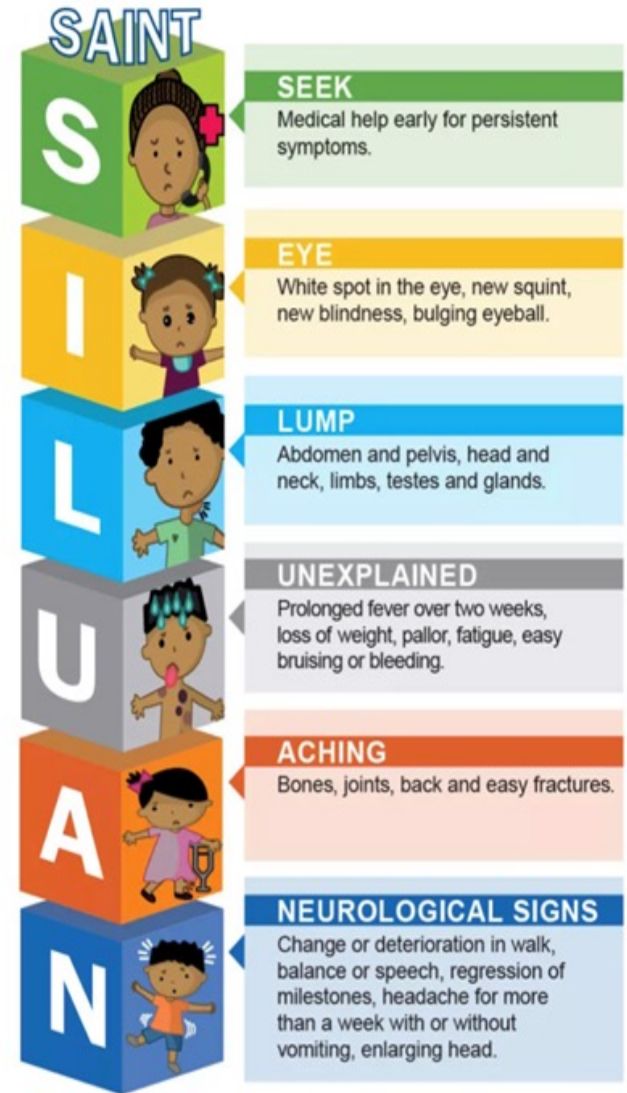 SAINT
S
SEEK
Medical help early for persistent
symptoms.
I
EYE
White spot in the eye, new squint,
new blindness, bulging eyeball.
L
LUMP
Abdomen and pelvis, head and
neck, limbs, testes and glands.
U
UNEXPLAINED
Prolonged fever over two weeks,
loss of weight, pallor, fatigue, easy
bruising or bleeding.
A
ACHING
Bones, joints, back and easy fractures.
N
NEUROLOGICAL SIGNS
Change or deterioration in walk,
balance or speech, regression of
milestones, headache for more
than a week with or without
vomiting, enlarging head.